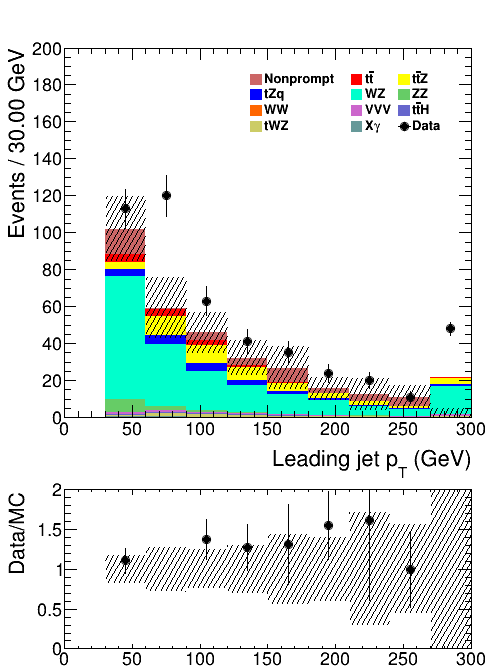 Events / 30.00 GeV
200
180
160
140
120
100
80
60
40
20
0
Nonprompt tt̄ tt̄Z
tZq WZ ZZ
WW VVV tt̄H
tWZ Xγ Data
0 50 100 150 200 250 300
Leading jet p_T (GeV)
Data/MC
2
1.5
1
0.5
0
0 50 100 150 200 250 300